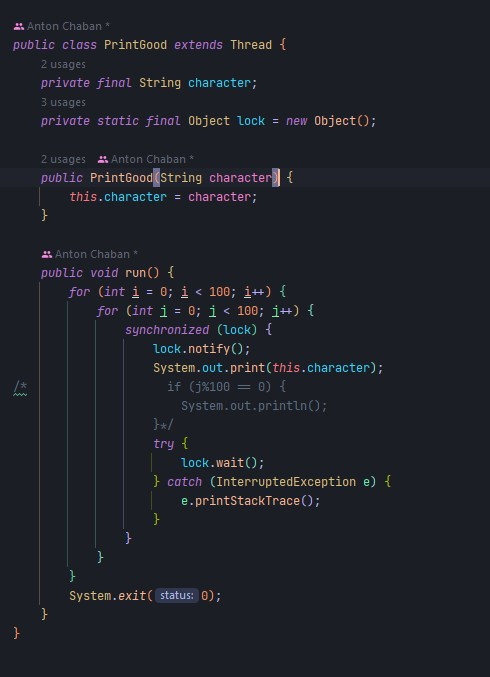 Anton Chaban *
public class PrintGood extends Thread {
2 usages
private final String character;
3 usages
private static final Object lock = new Object();
2 usages Anton Chaban *
public PrintGood(String character) {
this.character = character;
}
Anton Chaban *
public void run() {
for (int i = 0; i < 100; i++) {
for (int j = 0; j < 100; j++) {
synchronized (lock) {
lock.notify();
System.out.print(this.character);
/* if (j%100 == 0) {
System.out.println();
}*/
try {
lock.wait();
} catch (InterruptedException e) {
e.printStackTrace();
}
}
}
}
System.exit( status: 0);
}
}